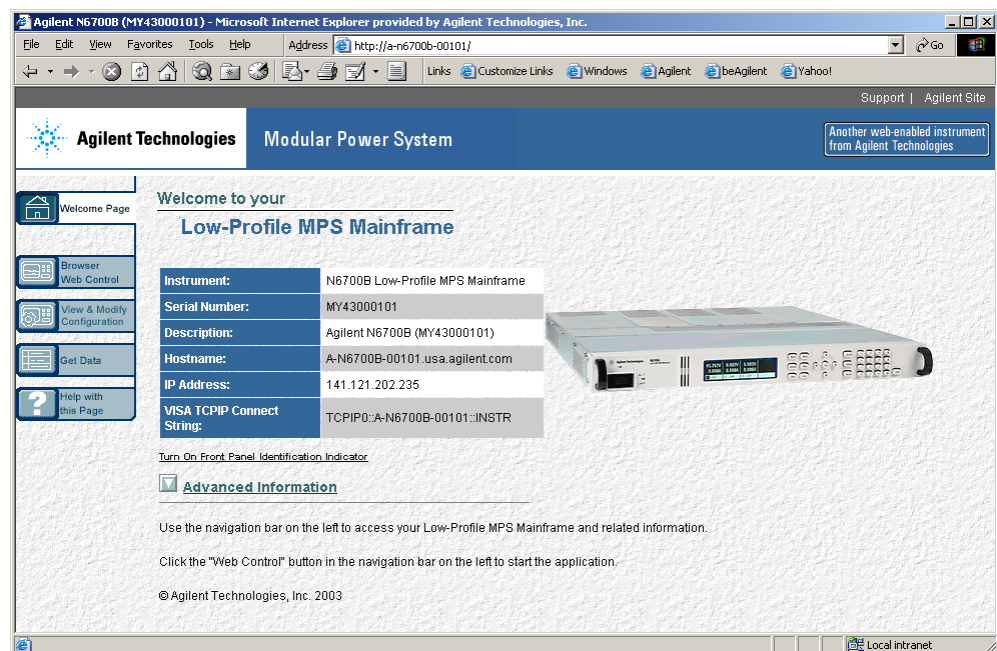 Agilent N6700B (MY43000101) - Microsoft Internet Explorer provided by Agilent Technologies, Inc.
File Edit View Favorites Tools Help Address http://a-n6700b-00101/ Go
Links Customize Links Windows Agilent beAgilent Yahoo!
Support | Agilent Site
Agilent Technologies Modular Power System
Another web-enabled instrument
from Agilent Technologies
Welcome Page
Browser
Web Control
View & Modify
Configuration
Get Data
Help with
this Page
Welcome to your
Low-Profile MPS Mainframe
Instrument: N6700B Low-Profile MPS Mainframe
Serial Number: MY43000101
Description: Agilent N6700B (MY43000101)
Hostname: A-N6700B-00101.usa.agilent.com
IP Address: 141.121.202.235
VISA TCPIP Connect
String: TCPIP0::A-N6700B-00101::INSTR
Turn On Front Panel Identification Indicator
Advanced Information
Use the navigation bar on the left to access your Low-Profile MPS Mainframe and related information.
Click the "Web Control" button in the navigation bar on the left to start the application.
© Agilent Technologies, Inc. 2003
Local intranet